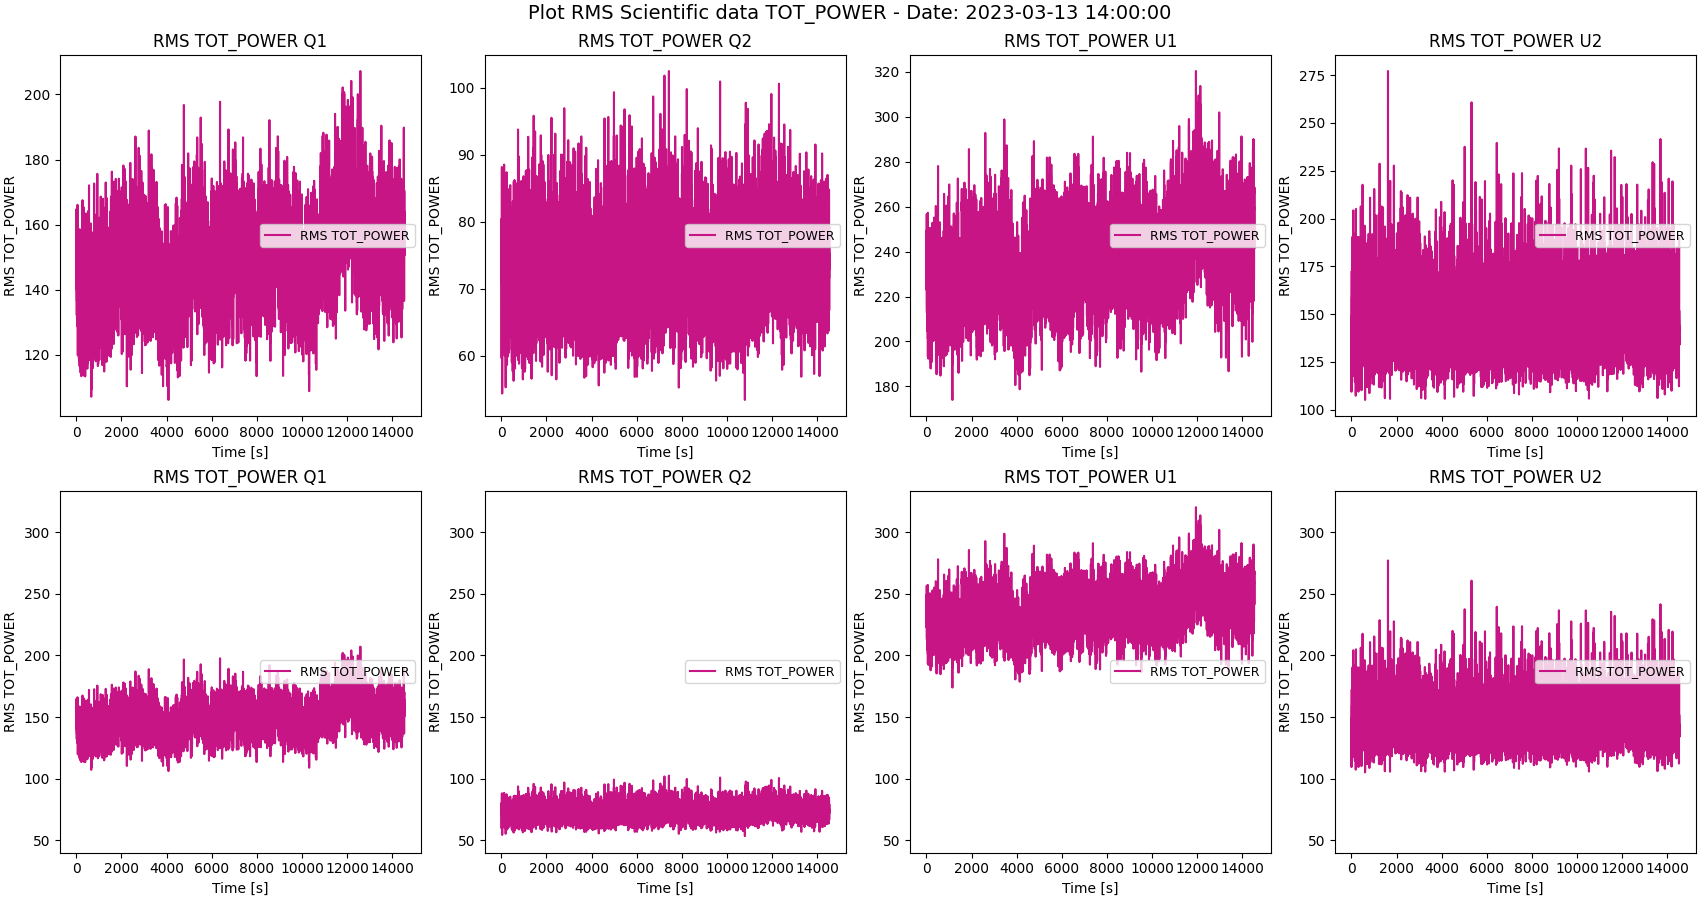 Plot RMS Scientific data TOT_POWER - Date: 2023-03-13 14:00:00
RMS TOT_POWER Q1
RMS TOT_POWER
200
180
160
140
120
RMS TOT_POWER
0 2000 4000 6000 8000 10000 12000 14000
Time [s]
RMS TOT_POWER Q2
RMS TOT_POWER
100
90
80
70
60
RMS TOT_POWER
0 2000 4000 6000 8000 10000 12000 14000
Time [s]
RMS TOT_POWER U1
RMS TOT_POWER
320
300
280
260
240
220
200
180
RMS TOT_POWER
0 2000 4000 6000 8000 10000 12000 14000
Time [s]
RMS TOT_POWER U2
RMS TOT_POWER
275
250
225
200
175
150
125
100
RMS TOT_POWER
0 2000 4000 6000 8000 10000 12000 14000
Time [s]
RMS TOT_POWER Q1
RMS TOT_POWER
300
250
200
150
100
50
RMS TOT_POWER
0 2000 4000 6000 8000 10000 12000 14000
Time [s]
RMS TOT_POWER Q2
RMS TOT_POWER
300
250
200
150
100
50
RMS TOT_POWER
0 2000 4000 6000 8000 10000 12000 14000
Time [s]
RMS TOT_POWER U1
RMS TOT_POWER
300
250
200
150
100
50
RMS TOT_POWER
0 2000 4000 6000 8000 10000 12000 14000
Time [s]
RMS TOT_POWER U2
RMS TOT_POWER
300
250
200
150
100
50
RMS TOT_POWER
0 2000 4000 6000 8000 10000 12000 14000
Time [s]